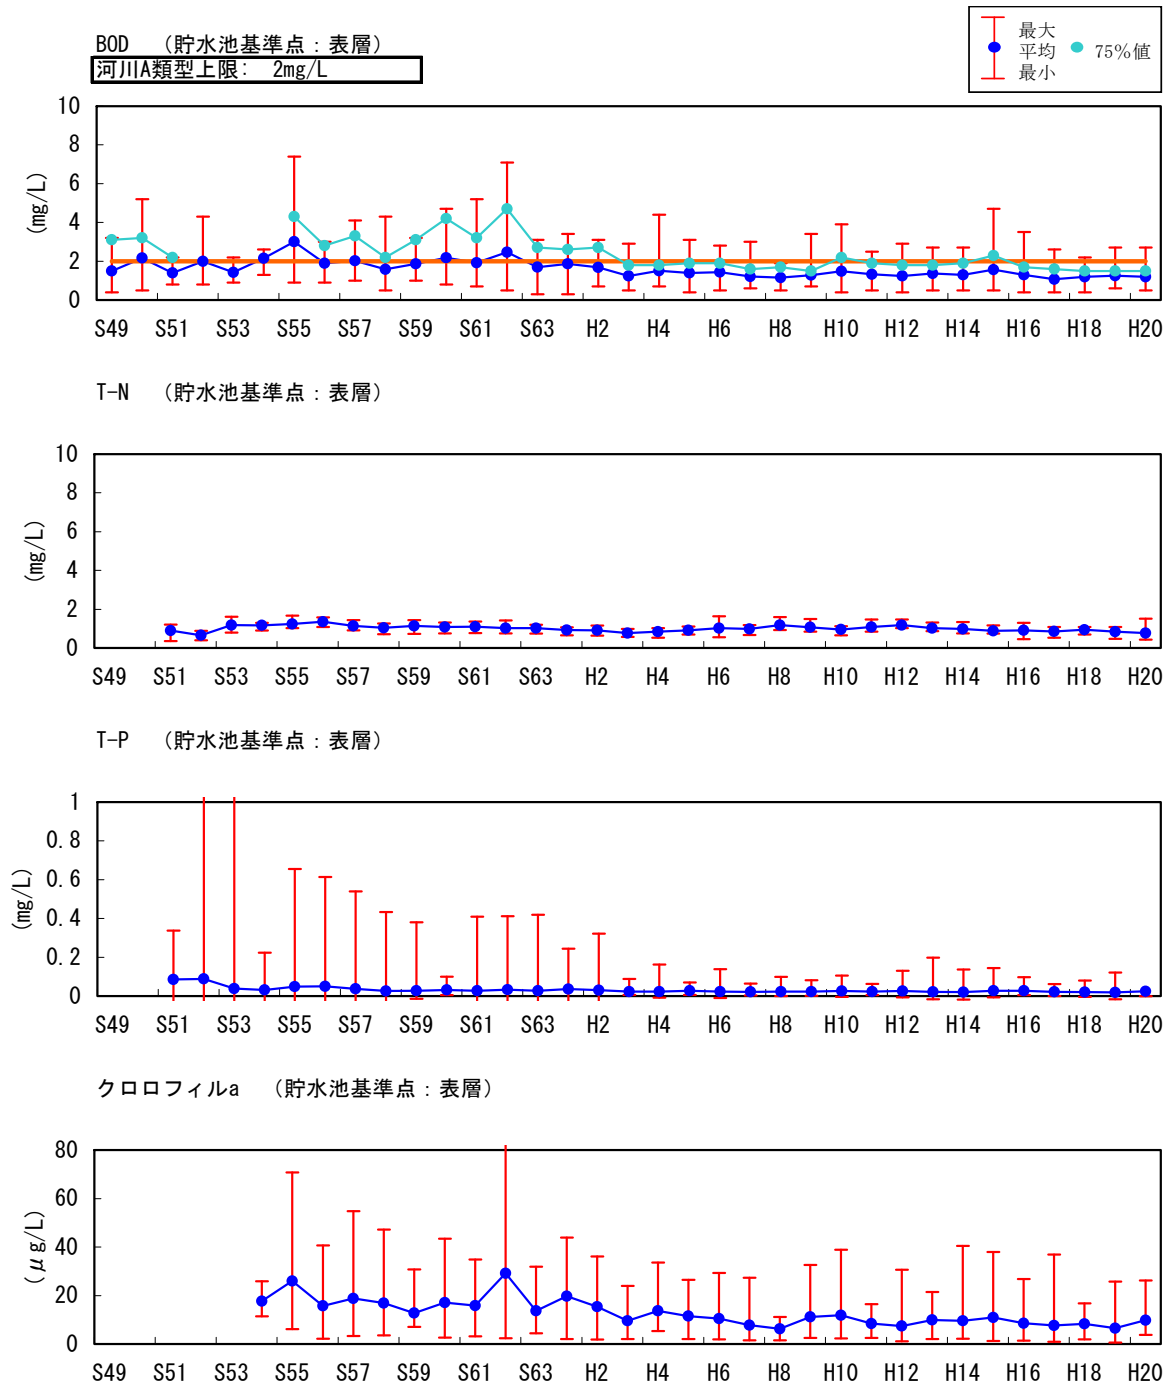 BOD （貯水池基準点：表層）
河川A類型上限： 2mg/L
最大
平均
最小
75%値
(mg/L)
10
8
6
4
2
0
S49 S51 S53 S55 S57 S59 S61 S63 H2 H4 H6 H8 H10 H12 H14 H16 H18 H20
T-N （貯水池基準点：表層）
(mg/L)
10
8
6
4
2
0
S49 S51 S53 S55 S57 S59 S61 S63 H2 H4 H6 H8 H10 H12 H14 H16 H18 H20
T-P （貯水池基準点：表層）
(mg/L)
1
0.8
0.6
0.4
0.2
0
S49 S51 S53 S55 S57 S59 S61 S63 H2 H4 H6 H8 H10 H12 H14 H16 H18 H20
クロロフィルa （貯水池基準点：表層）
(μg/L)
80
60
40
20
0
S49 S51 S53 S55 S57 S59 S61 S63 H2 H4 H6 H8 H10 H12 H14 H16 H18 H20